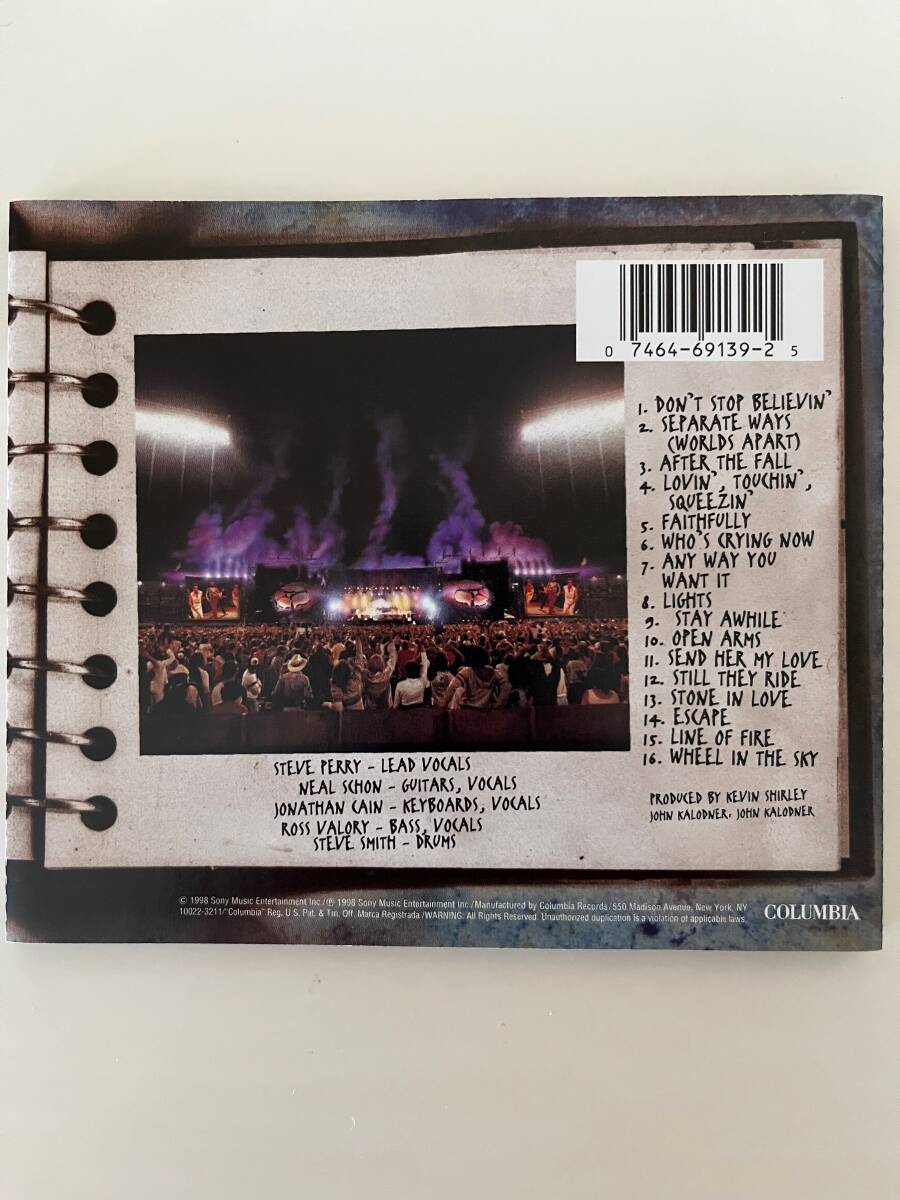 0 7464-69139-2 5
1. DON'T STOP BELIEVIN'
2. SEPARATE WAYS
(WORLDS APART)
3. AFTER THE FALL
4. LOVIN', TOUCHIN',
SQUEEZIN'
5. FAITHFULLY
6. WHO'S CRYING NOW
7. ANY WAY YOU
WANT IT
8. LIGHTS
9. STAY AWHILE
10. OPEN ARMS
11. SEND HER MY LOVE
12. STILL THEY RIDE
13. STONE IN LOVE
14. ESCAPE
15. LINE OF FIRE
16. WHEEL IN THE SKY
PRODUCED BY KEVIN SHIRLEY
JOHN KALODNER, JOHN KALODNER
STEVE PERRY – LEAD VOCALS
NEAL SCHON – GUITARS, VOCALS
JONATHAN CAIN – KEYBOARDS, VOCALS
ROSS VALORY – BASS, VOCALS
STEVE SMITH – DRUMS
© 1998 Sony Music Entertainment Inc./℗ 1998 Sony Music Entertainment Inc./Manufactured by Columbia Records/550 Madison Avenue, New York, NY
10022-3211/"Columbia" Reg. U.S. Pat. & Tm. Off. Marca Registrada./WARNING: All Rights Reserved. Unauthorized duplication is a violation of applicable laws.
COLUMBIA